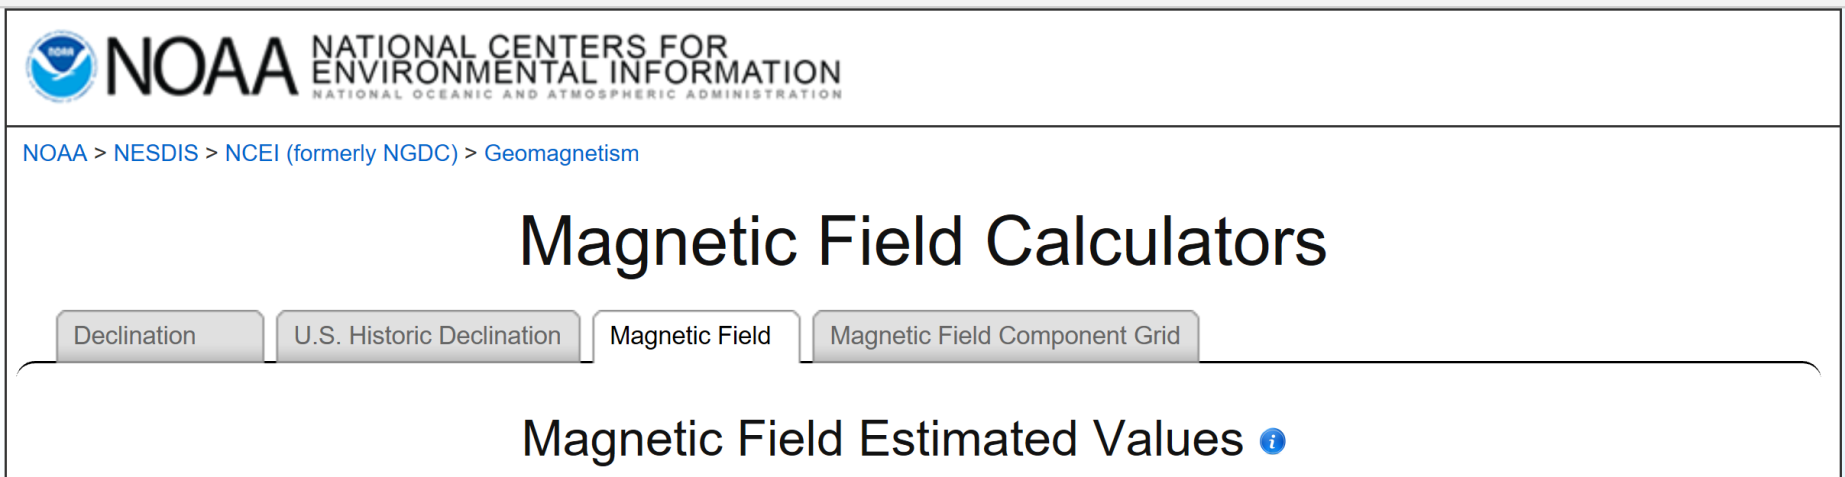 NOAA
NOAA
NATIONAL CENTERS FOR
ENVIRONMENTAL INFORMATION
NATIONAL OCEANIC AND ATMOSPHERIC ADMINISTRATION
NOAA > NESDIS > NCEI (formerly NGDC) > Geomagnetism
Magnetic Field Calculators
Declination
U.S. Historic Declination
Magnetic Field
Magnetic Field Component Grid
Magnetic Field Estimated Values i